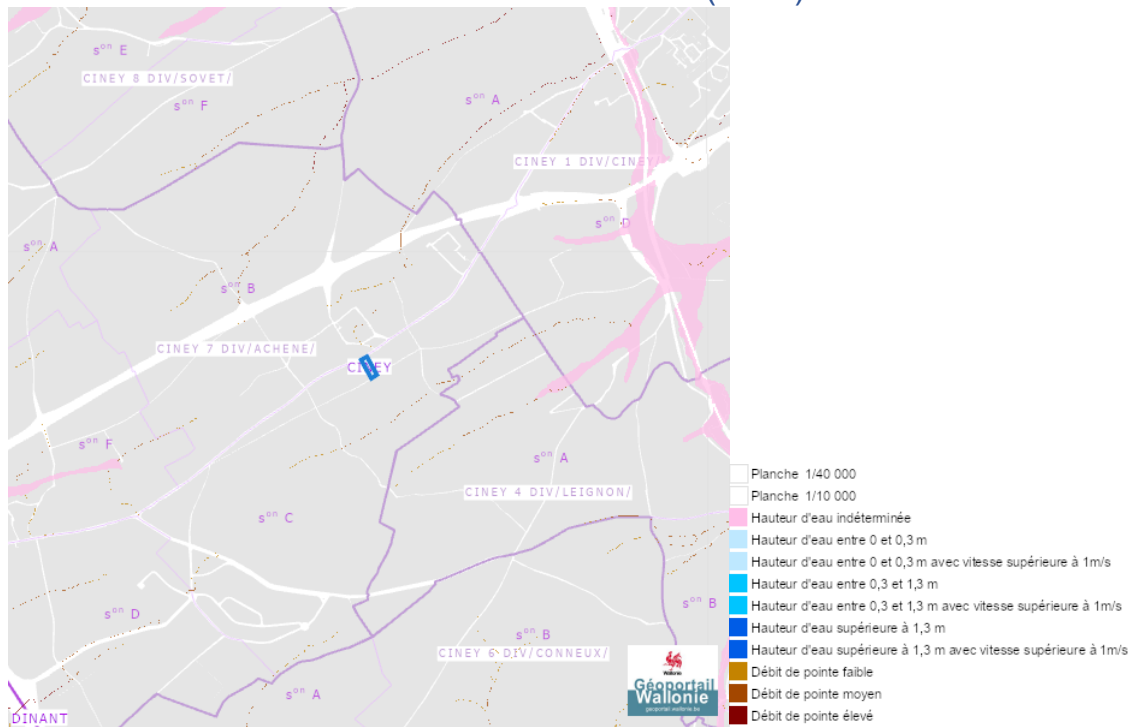 sᵒⁿ E
CINEY 8 DIV/SOVET/
sᵒⁿ F
sᵒⁿ A
CINEY 1 DIV/CINEY/
sᵒⁿ D
sᵒⁿ A
sᵒⁿ B
CINEY 7 DIV/ACHENE/
CINEY
sᵒⁿ F
sᵒⁿ A
CINEY 4 DIV/LEIGNON/
sᵒⁿ C
sᵒⁿ D
sᵒⁿ B
sᵒⁿ B
CINEY 6 DIV/CONNEUX/
sᵒⁿ A
DINANT
Wallonie
Géoportail
Wallonie
geoportail.wallonie.be
Planche 1/40 000
Planche 1/10 000
Hauteur d'eau indéterminée
Hauteur d'eau entre 0 et 0,3 m
Hauteur d'eau entre 0 et 0,3 m avec vitesse supérieure à 1m/s
Hauteur d'eau entre 0,3 et 1,3 m
Hauteur d'eau entre 0,3 et 1,3 m avec vitesse supérieure à 1m/s
Hauteur d'eau supérieure à 1,3 m
Hauteur d'eau supérieure à 1,3 m avec vitesse supérieure à 1m/s
Débit de pointe faible
Débit de pointe moyen
Débit de pointe élevé